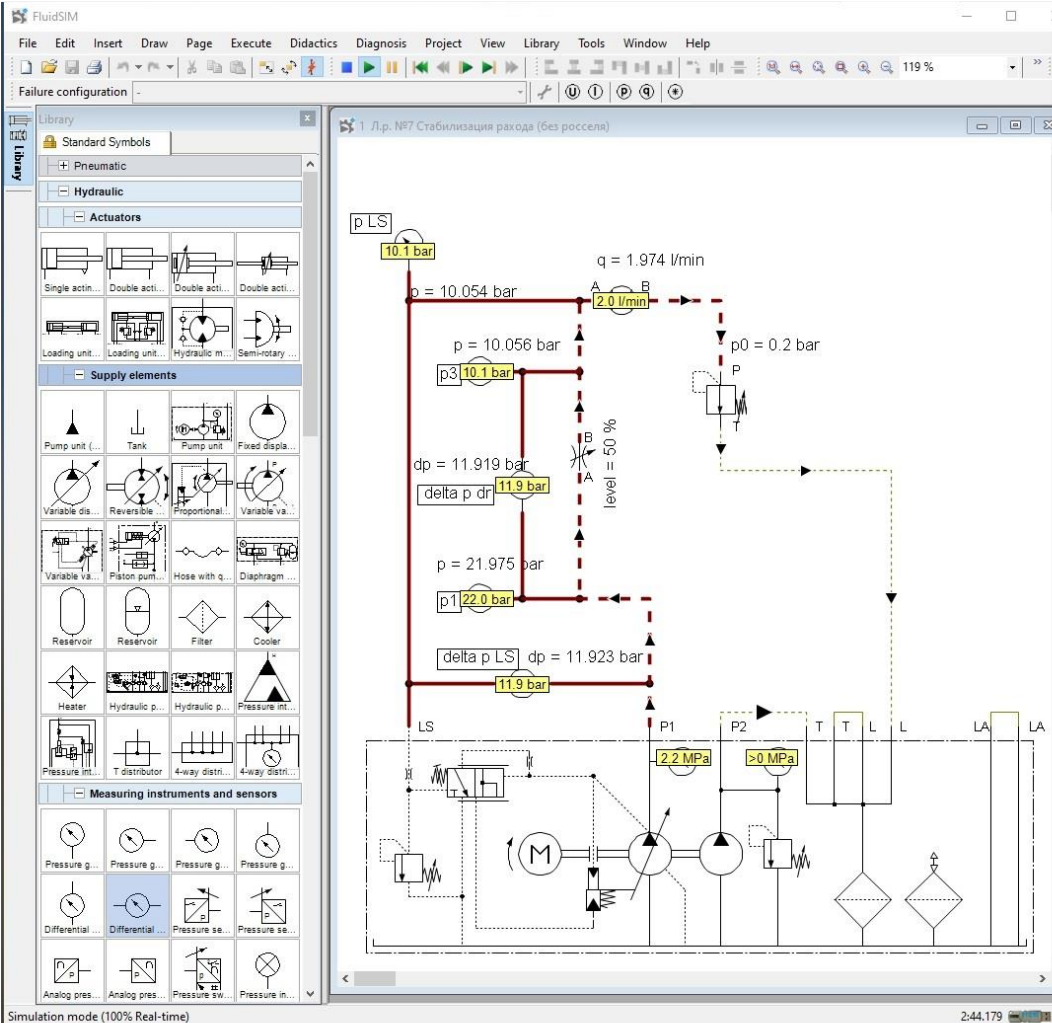 FluidSIM
File Edit Insert Draw Page Execute Didactics Diagnosis Project View Library Tools Window Help
119 %
Failure configuration -
Library
Library
Standard Symbols
Pneumatic
Hydraulic
Actuators
Single actin... Double acti... Double acti... Double acti...
Loading unit... Loading unit... Hydraulic m... Semi-rotary ...
Supply elements
Pump unit (... Tank Pump unit Fixed displa...
Variable dis... Reversible ... Proportional... Variable va...
Variable va... Piston pum... Hose with q... Diaphragm ...
Reservoir Reservoir Filter Cooler
Heater Hydraulic p... Hydraulic p... Pressure int...
Pressure int... T distributor 4-way distri... 4-way distri...
Measuring instruments and sensors
Pressure g... Pressure g... Pressure g... Pressure g...
Differential ... Differential ... Pressure se... Pressure se...
Analog pres... Analog pres... Pressure sw... Pressure in...
1 Л.р. №7 Стабилизация рахода (без росселя)
p LS
10.1 bar
q = 1.974 l/min
p = 10.054 bar
A B
2.0 l/min
p = 10.056 bar
p0 = 0.2 bar
p3 10.1 bar
P
T
B
A
level = 50 %
dp = 11.919 bar
delta p dr 11.9 bar
p = 21.975 bar
p1 22.0 bar
delta p LS dp = 11.923 bar
11.9 bar
LS P1 P2 T T L L LA LA
2.2 MPa >0 MPa
T
M
Simulation mode (100% Real-time) 2:44.179